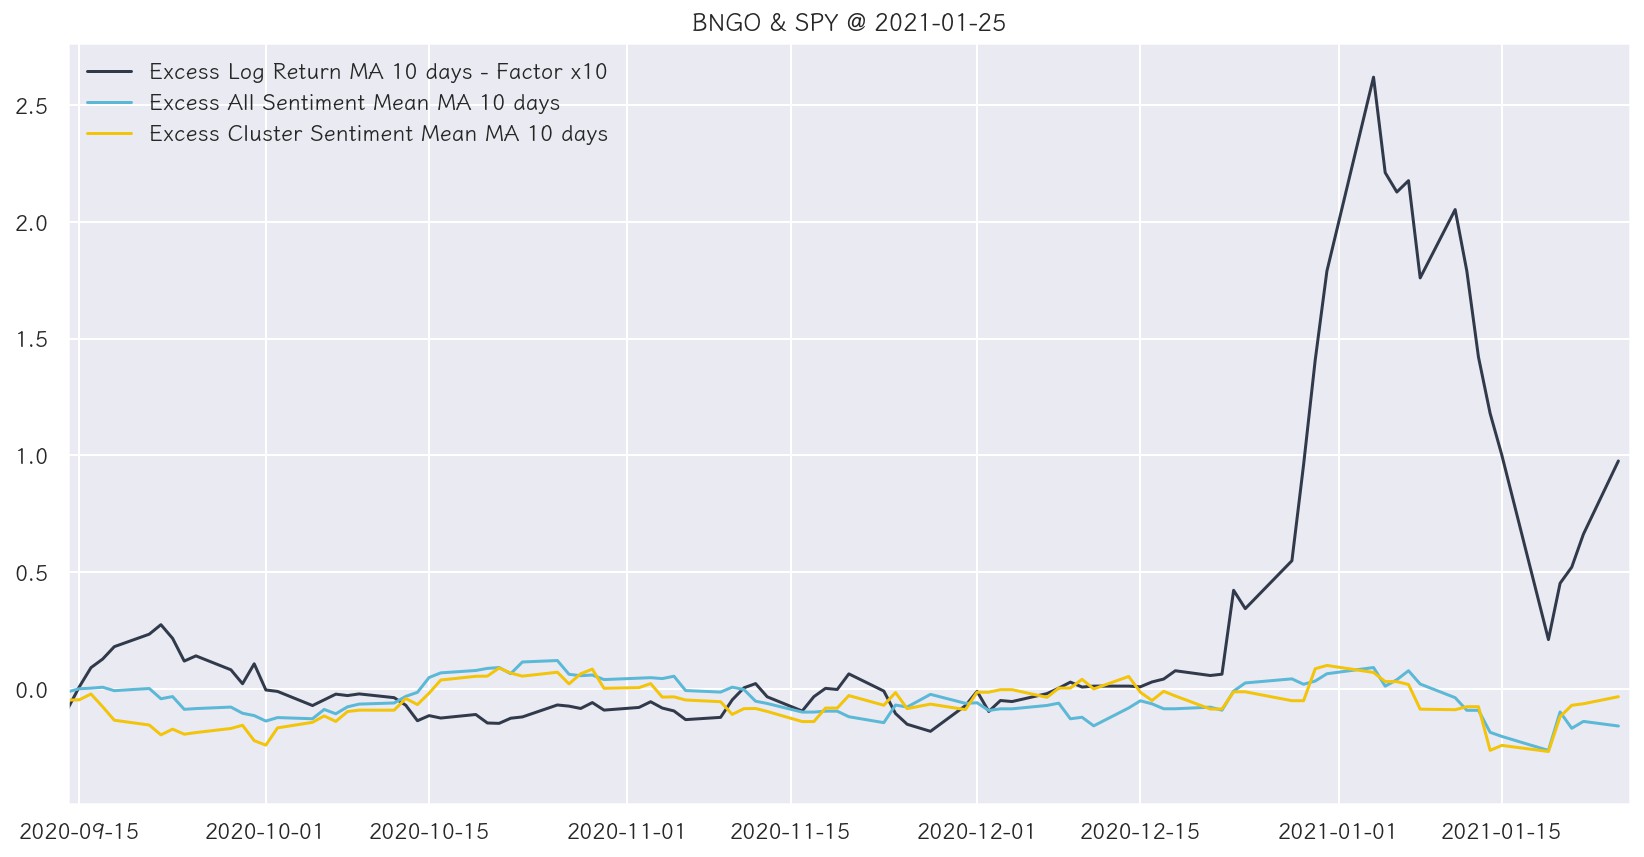 BNGO & SPY @ 2021-01-25
Excess Log Return MA 10 days - Factor x10
Excess All Sentiment Mean MA 10 days
Excess Cluster Sentiment Mean MA 10 days
2.5
2.0
1.5
1.0
0.5
0.0
2020-09-15 2020-10-01 2020-10-15 2020-11-01 2020-11-15 2020-12-01 2020-12-15 2021-01-01 2021-01-15